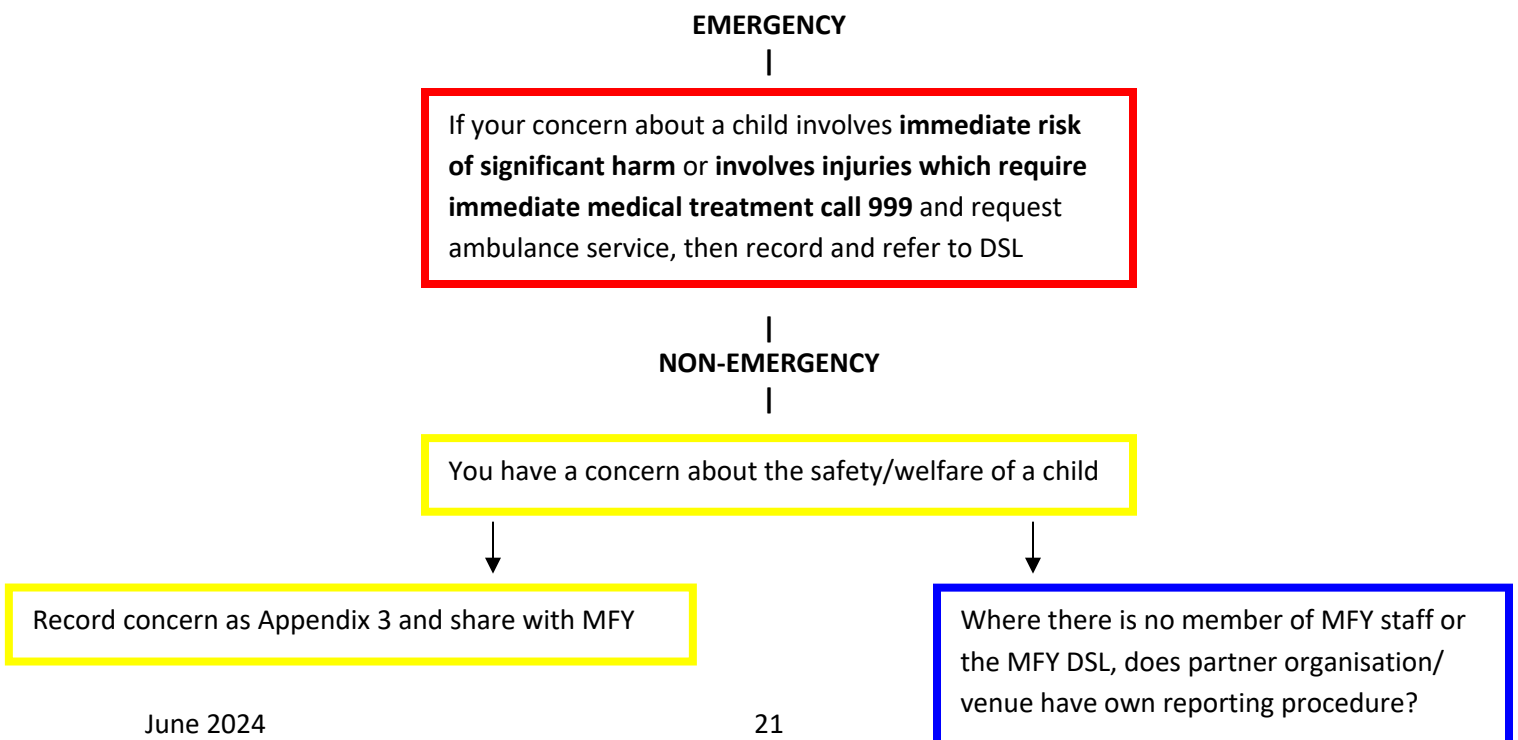 EMERGENCY
|
If your concern about a child involves immediate risk
of significant harm or involves injuries which require
immediate medical treatment call 999 and request
ambulance service, then record and refer to DSL
|
NON-EMERGENCY
|
You have a concern about the safety/welfare of a child
Record concern as Appendix 3 and share with MFY
Where there is no member of MFY staff or
the MFY DSL, does partner organisation/
venue have own reporting procedure?
June 2024
21